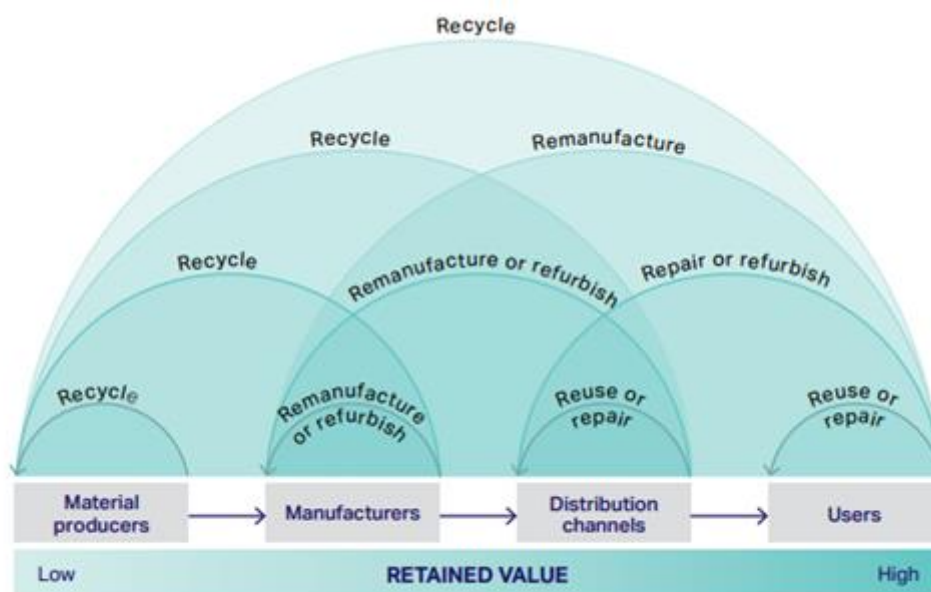 Recycle
Recycle
Remanufacture
Recycle
Remanufacture or refurbish
Repair or refurbish
Recycle
Remanufacture
or refurbish
Reuse or
repair
Reuse or
repair
Material
producers
Manufacturers
Distribution
channels
Users
Low
RETAINED VALUE
High